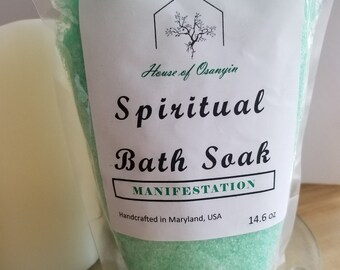 House of Osanyin
Spiritual
Bath Soak
MANIFESTATION
Handcrafted in Maryland, USA
14.6 oz